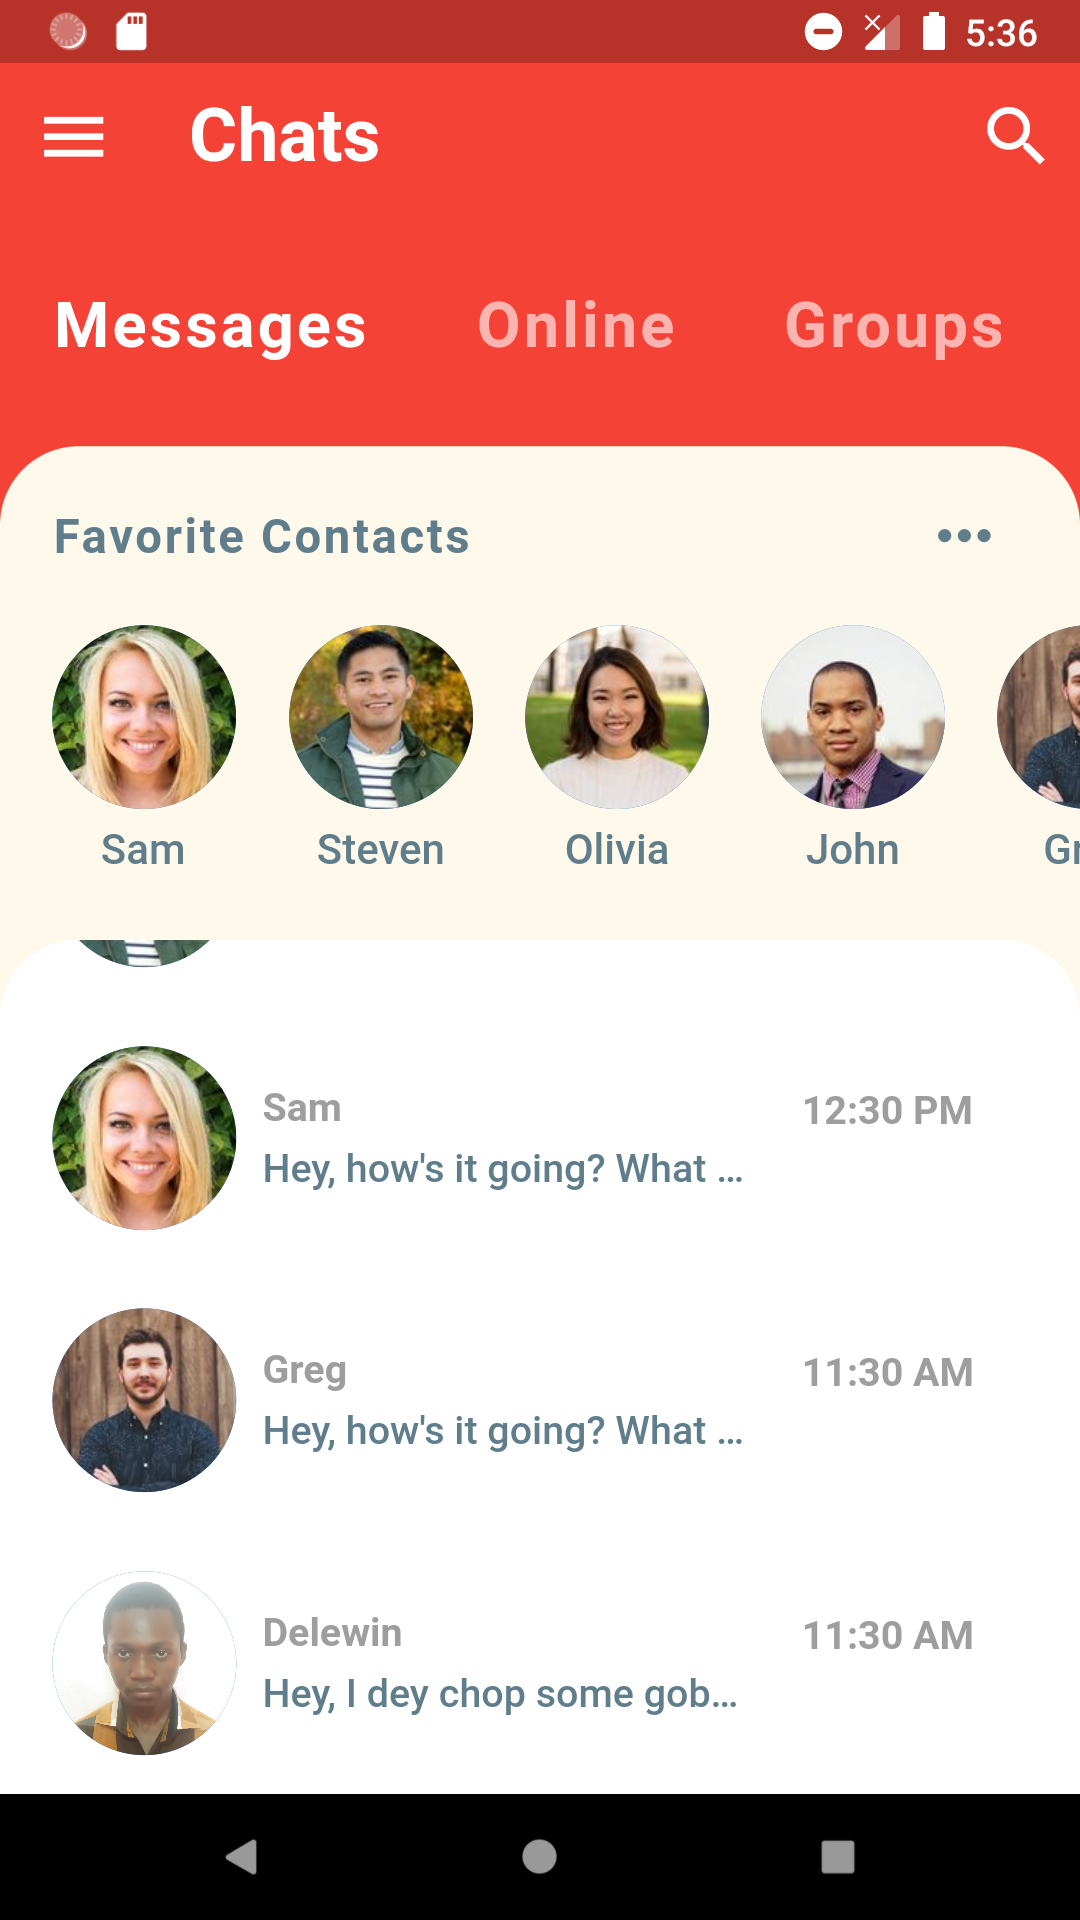 5:36
Chats
Messages Online Groups
Favorite Contacts
Sam Steven Olivia John Gr
Sam 12:30 PM
Hey, how's it going? What ...
Greg 11:30 AM
Hey, how's it going? What ...
Delewin 11:30 AM
Hey, I dey chop some gob...